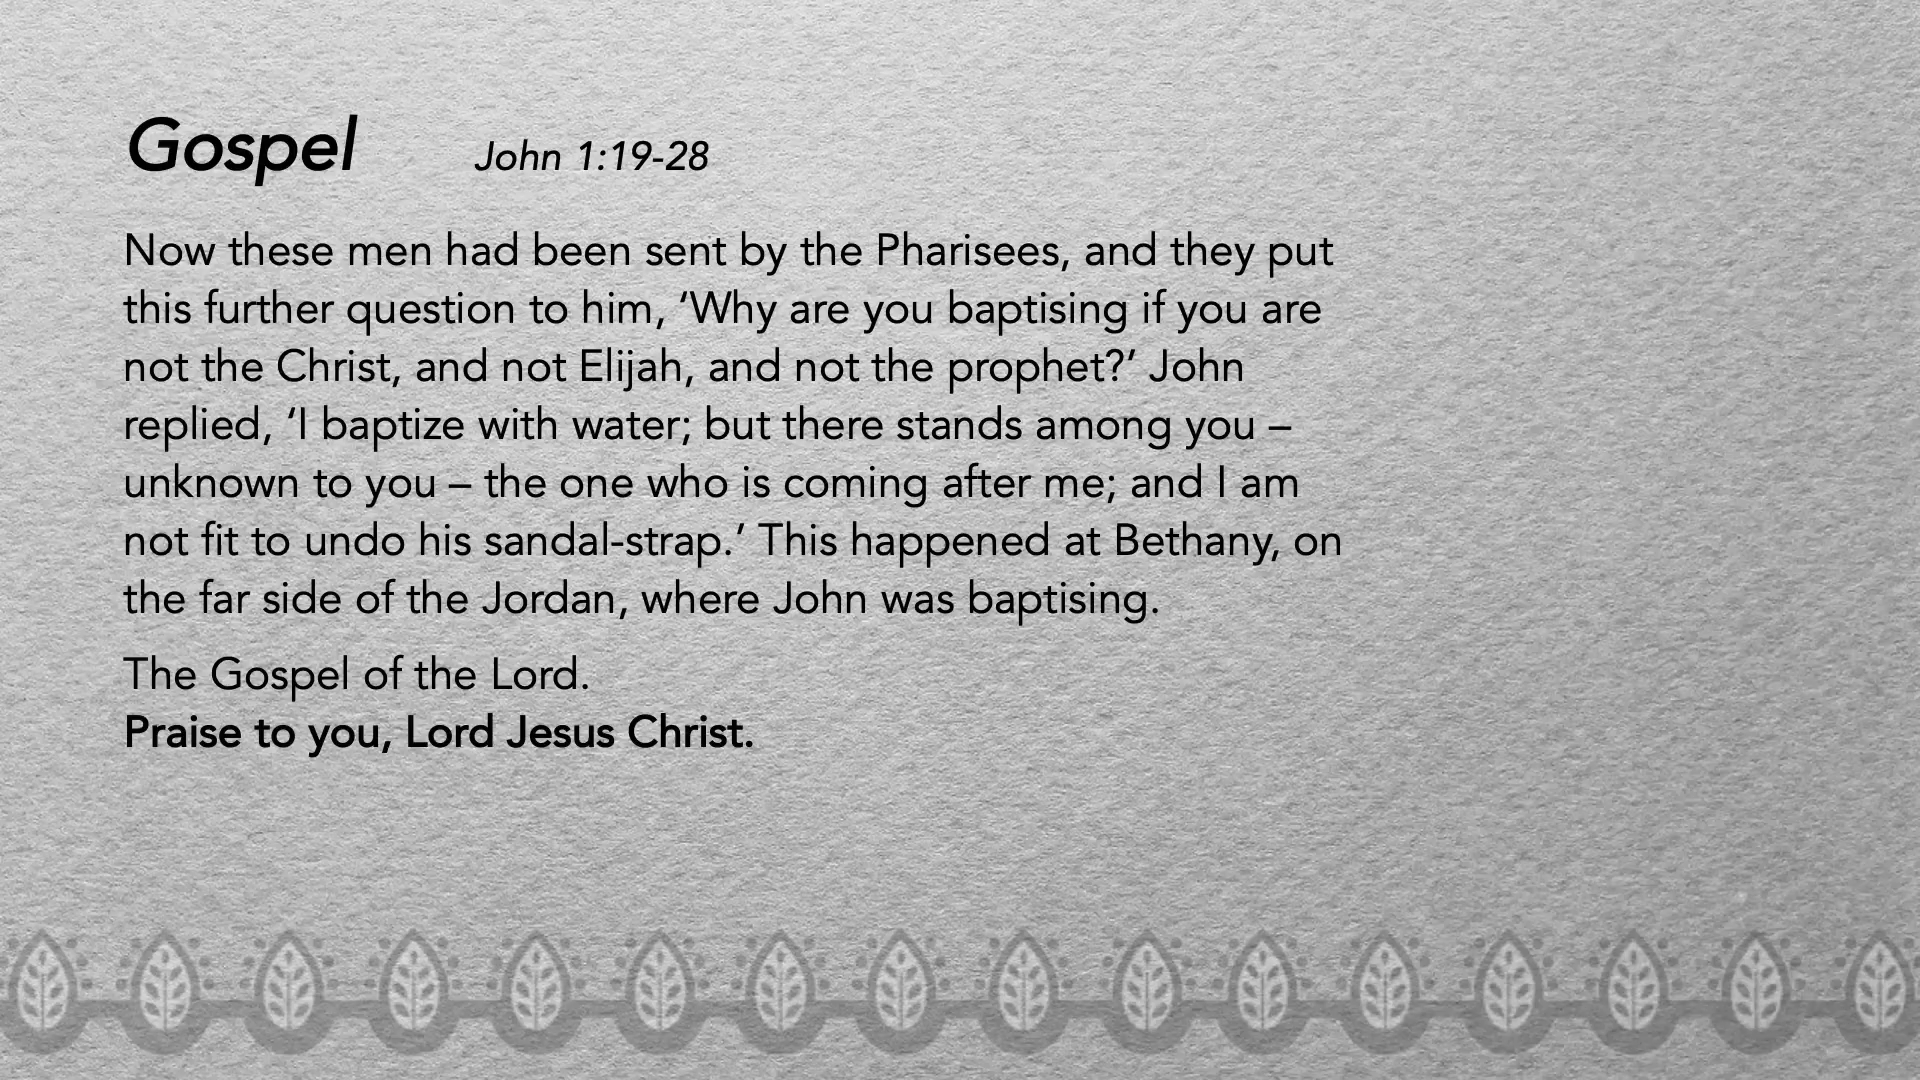 Gospel John 1:19-28
Now these men had been sent by the Pharisees, and they put
this further question to him, ‘Why are you baptising if you are
not the Christ, and not Elijah, and not the prophet?’ John
replied, ‘I baptize with water; but there stands among you –
unknown to you – the one who is coming after me; and I am
not fit to undo his sandal-strap.’ This happened at Bethany, on
the far side of the Jordan, where John was baptising.
The Gospel of the Lord.
Praise to you, Lord Jesus Christ.